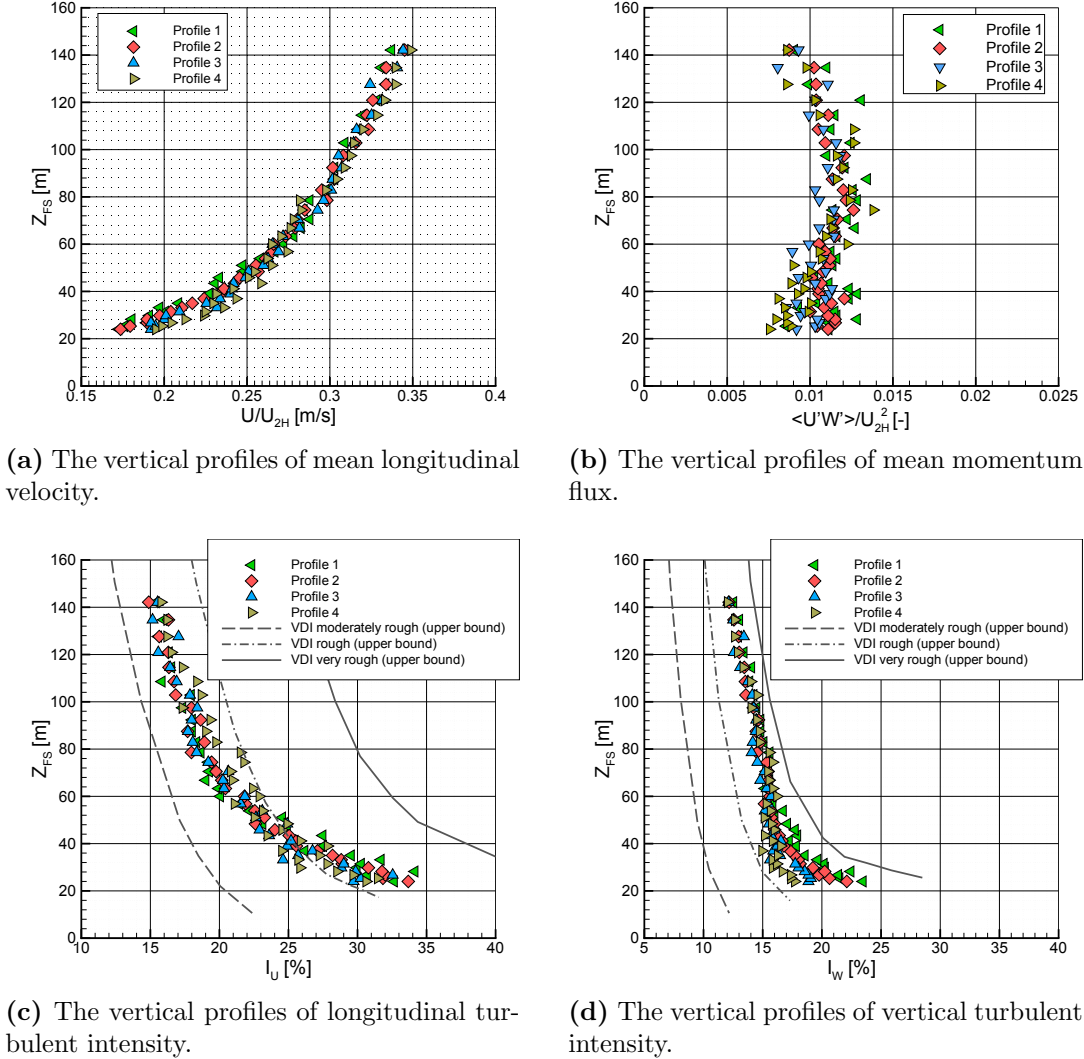 Profile 1
Profile 2
Profile 3
Profile 4
160
140
120
100
80
60
40
20
0
Z_FS [m]
0.15 0.2 0.25 0.3 0.35 0.4
U/U_2H [m/s]
Profile 1
Profile 2
Profile 3
Profile 4
160
140
120
100
80
60
40
20
0
Z_FS [m]
0 0.005 0.01 0.015 0.02 0.025
<U'W'>/U_2H^2 [-]
(a) The vertical profiles of mean longitudinal
velocity.
(b) The vertical profiles of mean momentum
flux.
Profile 1
Profile 2
Profile 3
Profile 4
VDI moderately rough (upper bound)
VDI rough (upper bound)
VDI very rough (upper bound)
160
140
120
100
80
60
40
20
0
Z_FS [m]
10 15 20 25 30 35 40
I_U [%]
Profile 1
Profile 2
Profile 3
Profile 4
VDI moderately rough (upper bound)
VDI rough (upper bound)
VDI very rough (upper bound)
160
140
120
100
80
60
40
20
0
Z_FS [m]
5 10 15 20 25 30 35 40
I_W [%]
(c) The vertical profiles of longitudinal tur-
bulent intensity.
(d) The vertical profiles of vertical turbulent
intensity.